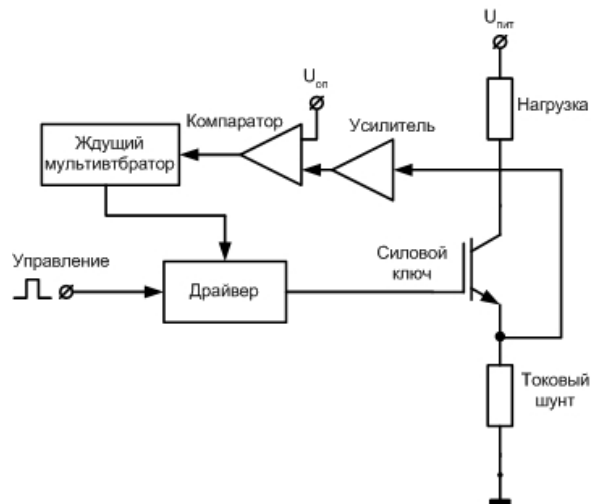 Uпит
Uоп
Нагрузка
Компаратор
Усилитель
Ждущий
мультивтбратор
Силовой
ключ
Управление
Драйвер
Токовый
шунт